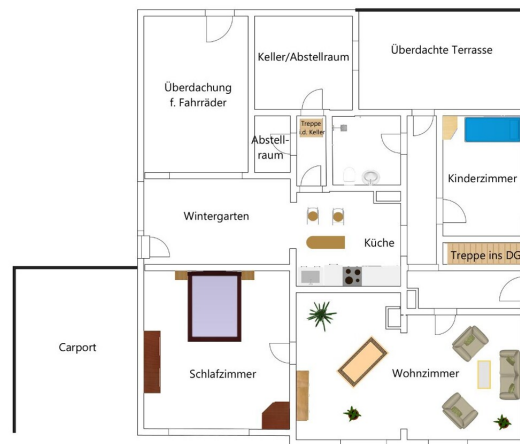 Überdachte Terrasse
Keller/Abstellraum
Überdachung
f. Fahrräder
Treppe
i.d. Keller
Abstell-
raum
Kinderzimmer
Wintergarten
Küche
Treppe ins DG
Carport
Schlafzimmer
Wohnzimmer